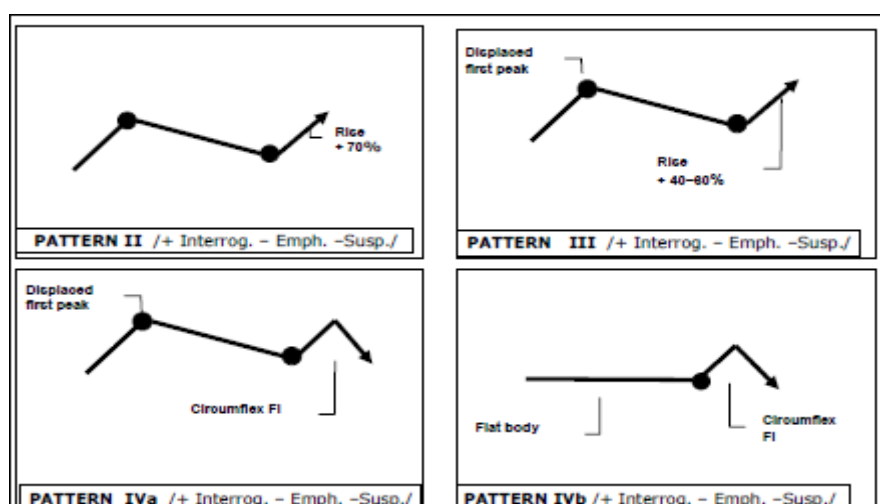 Rise
+ 70%
PATTERN II /+ Interrog. – Emph. –Susp./
Displaced
first peak
Rise
+ 40–60%
PATTERN III /+ Interrog. – Emph. –Susp./
Displaced
first peak
Circumflex FI
PATTERN IVa /+ Interrog. – Emph. –Susp./
Flat body
Circumflex
FI
PATTERN IVb /+ Interrog. – Emph. –Susp./